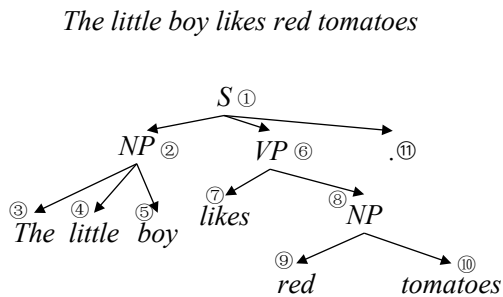 The little boy likes red tomatoes
S ①
NP ② VP ⑥ . ⑪
③ ④ ⑤ ⑦ ⑧
The little boy likes NP
⑨ ⑩
red tomatoes